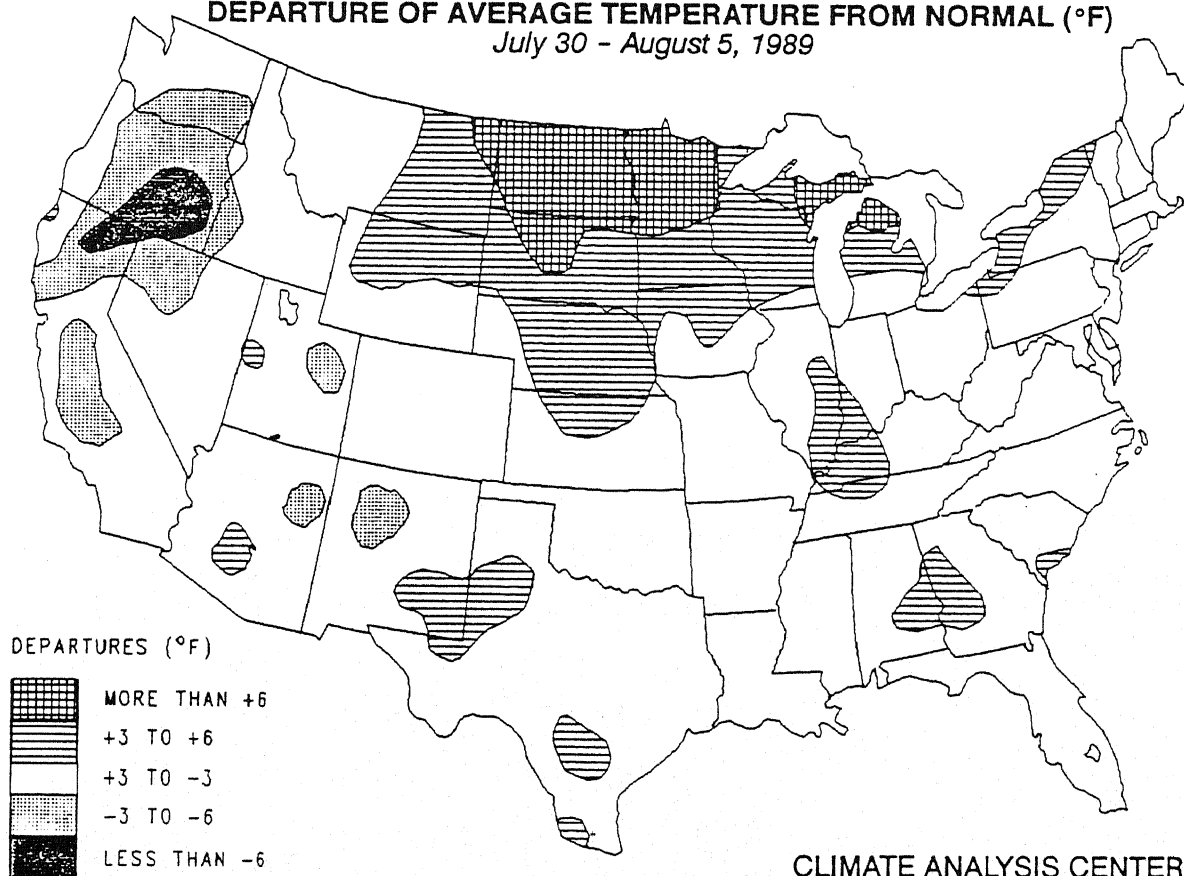 DEPARTURE OF AVERAGE TEMPERATURE FROM NORMAL (°F)
July 30 - August 5, 1989
DEPARTURES (°F)
MORE THAN +6
+3 TO +6
+3 TO -3
-3 TO -6
LESS THAN -6
CLIMATE ANALYSIS CENTER